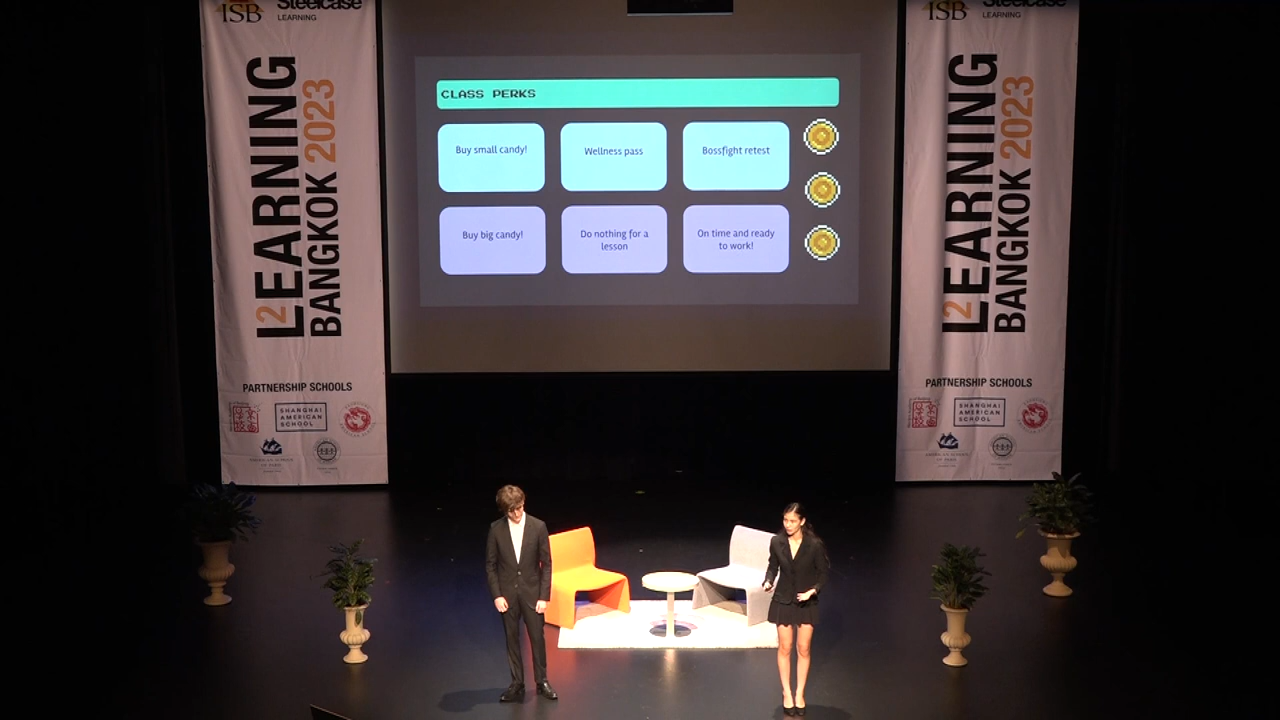 ISB Steelcase
LEARNING
L2EARNING
BANGKOK 2023
PARTNERSHIP SCHOOLS
SHANGHAI
AMERICAN
SCHOOL
CLASS PERKS
Buy small candy!
Wellness pass
Bossfight retest
Buy big candy!
Do nothing for a
lesson
On time and ready
to work!
ISB Steelcase
LEARNING
L2EARNING
BANGKOK 2023
PARTNERSHIP SCHOOLS
SHANGHAI
AMERICAN
SCHOOL